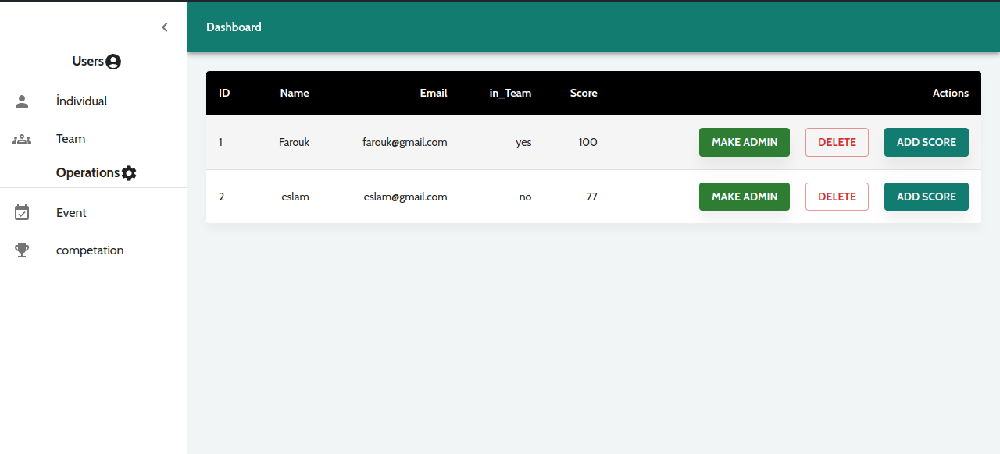 Dashboard
Users
İndividual
Team
Operations
Event
competation
ID Name Email in_Team Score Actions
1 Farouk farouk@gmail.com yes 100 MAKE ADMIN DELETE ADD SCORE
2 eslam eslam@gmail.com no 77 MAKE ADMIN DELETE ADD SCORE